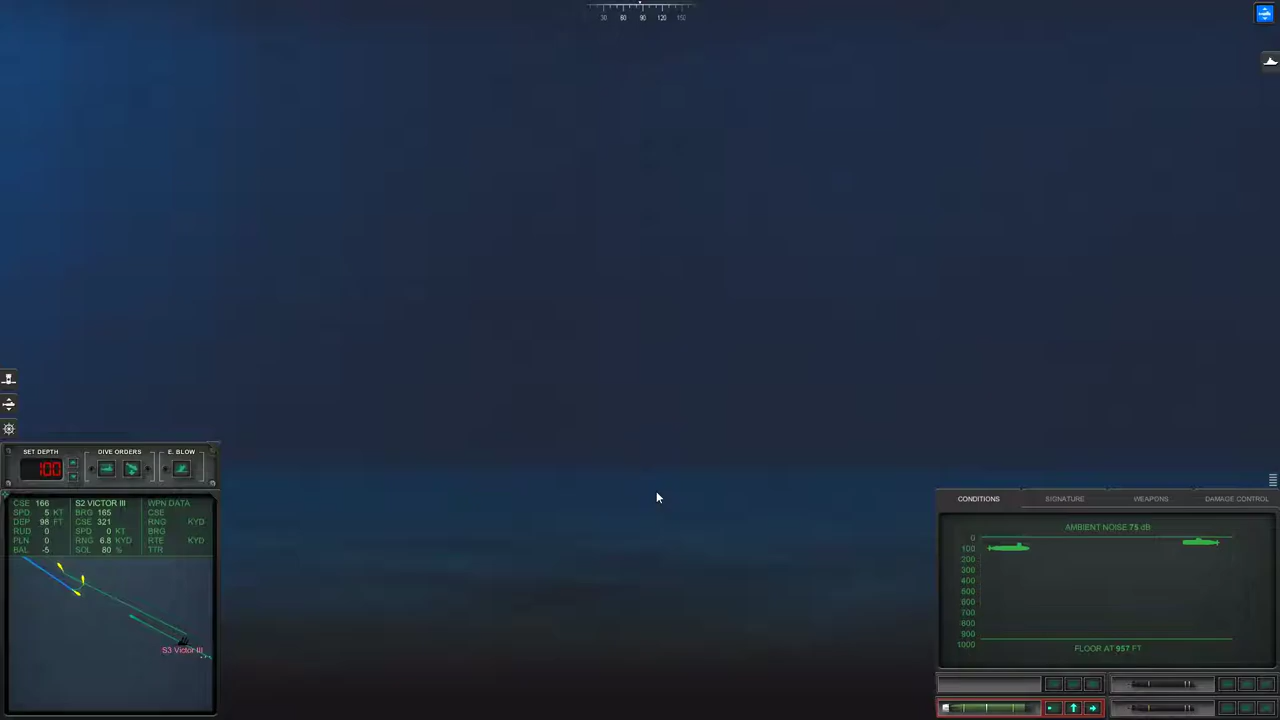 30 60 90 120 150
SET DEPTH DIVE ORDERS E. BLOW
100
CSE 166 S2 VICTOR III WPN DATA
SPD 5 KT BRG 165 CSE
DEP 98 FT CSE 321 RNG KYD
RUD 0 SPD 0 KT BRG
PLN 0 RNG 6.8 KYD RTE KYD
BAL -5 SOL 80 % TTR
S3 Victor III
CONDITIONS SIGNATURE WEAPONS DAMAGE CONTROL
AMBIENT NOISE 75 dB
0
100
200
300
400
500
600
700
800
900
1000
FLOOR AT 957 FT